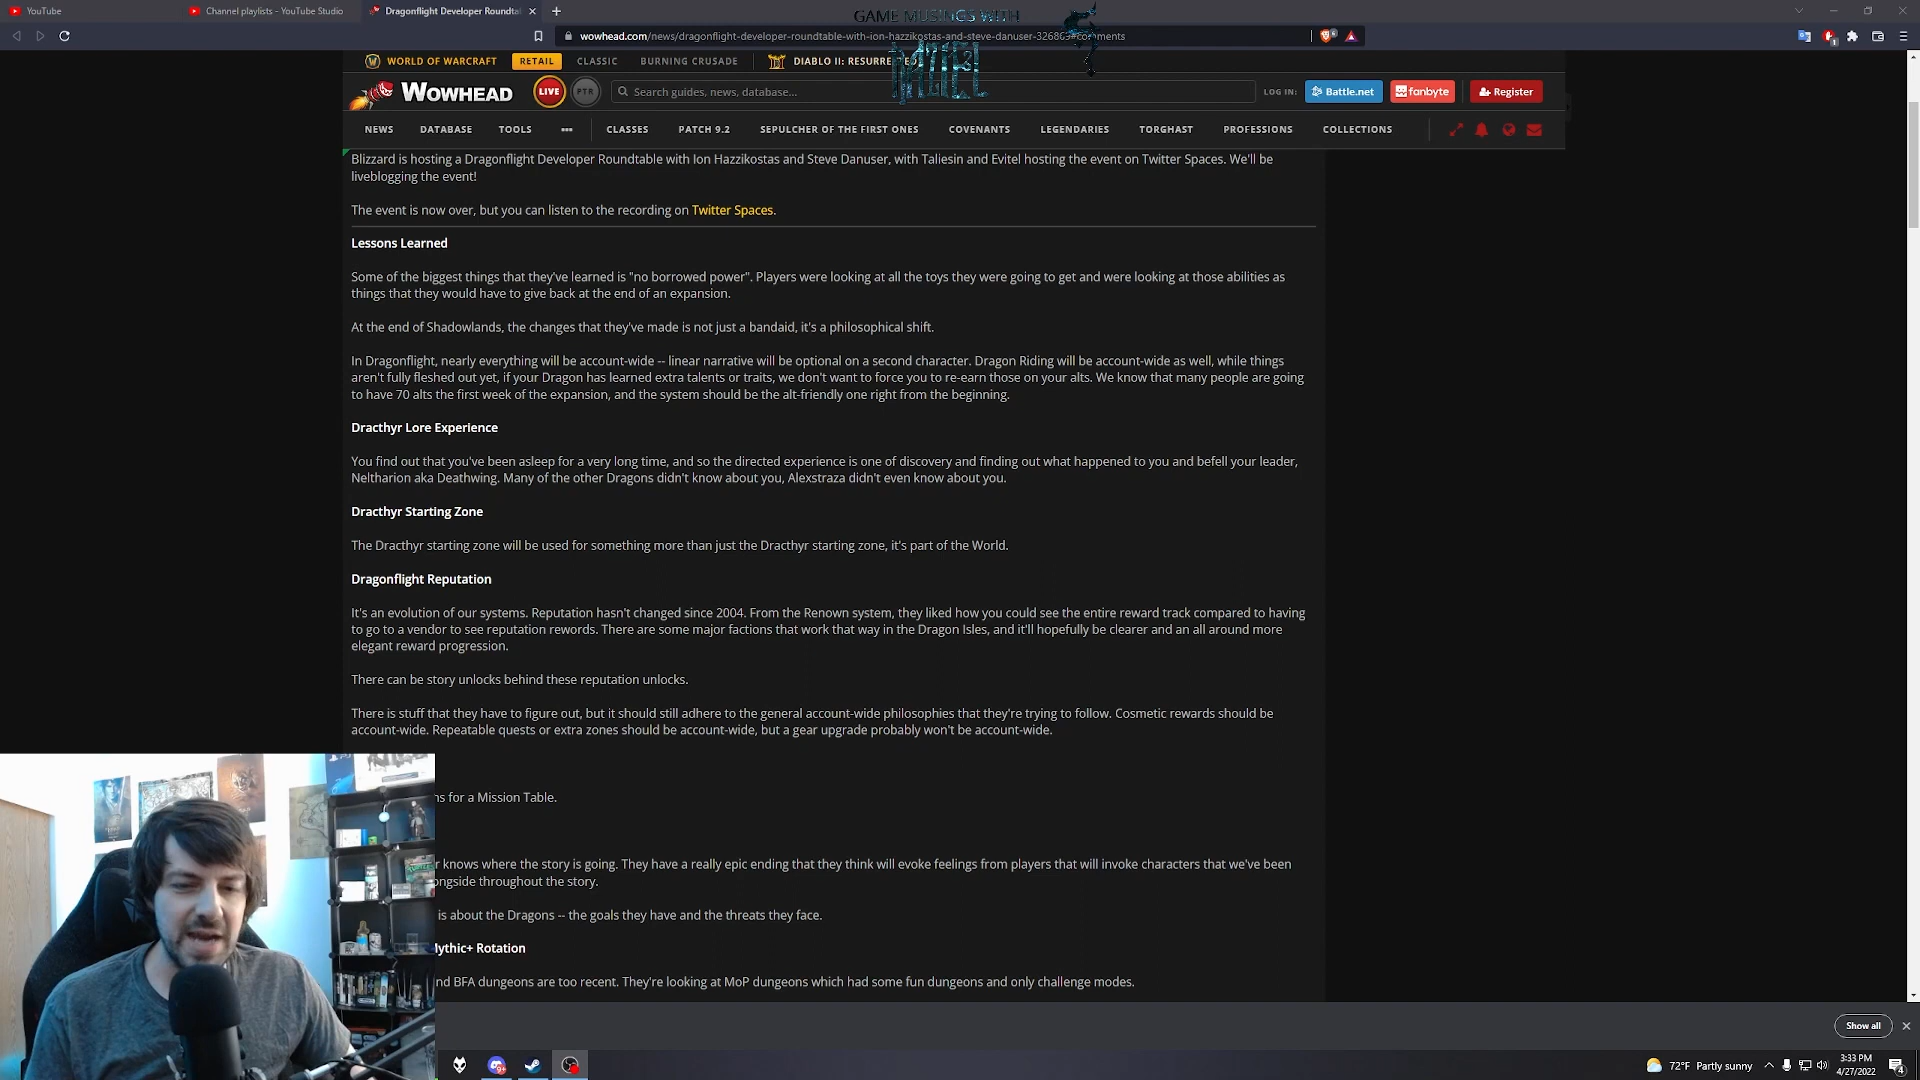 YouTube
Channel playlists - YouTube Studio
Dragonflight Developer Roundta
GAME MUSINGS WITH
wowhead.com/news/dragonflight-developer-roundtable-with-ion-hazzikostas-and-steve-danuser-326869#comments
WORLD OF WARCRAFT RETAIL CLASSIC BURNING CRUSADE DIABLO II: RESURRECTED
WOWHEAD LIVE PTR Search guides, news, database... LOG IN: Battle.net fanbyte Register
NEWS DATABASE TOOLS ... CLASSES PATCH 9.2 SEPULCHER OF THE FIRST ONES COVENANTS LEGENDARIES TORGHAST PROFESSIONS COLLECTIONS
Blizzard is hosting a Dragonflight Developer Roundtable with Ion Hazzikostas and Steve Danuser, with Taliesin and Evitel hosting the event on Twitter Spaces. We'll be
liveblogging the event!
The event is now over, but you can listen to the recording on Twitter Spaces.
Lessons Learned
Some of the biggest things that they've learned is "no borrowed power". Players were looking at all the toys they were going to get and were looking at those abilities as
things that they would have to give back at the end of an expansion.
At the end of Shadowlands, the changes that they've made is not just a bandaid, it's a philosophical shift.
In Dragonflight, nearly everything will be account-wide -- linear narrative will be optional on a second character. Dragon Riding will be account-wide as well, while things
aren't fully fleshed out yet, if your Dragon has learned extra talents or traits, we don't want to force you to re-earn those on your alts. We know that many people are going
to have 70 alts the first week of the expansion, and the system should be the alt-friendly one right from the beginning.
Dracthyr Lore Experience
You find out that you've been asleep for a very long time, and so the directed experience is one of discovery and finding out what happened to you and befell your leader,
Neltharion aka Deathwing. Many of the other Dragons didn't know about you, Alexstraza didn't even know about you.
Dracthyr Starting Zone
The Dracthyr starting zone will be used for something more than just the Dracthyr starting zone, it's part of the World.
Dragonflight Reputation
It's an evolution of our systems. Reputation hasn't changed since 2004. From the Renown system, they liked how you could see the entire reward track compared to having
to go to a vendor to see reputation rewords. There are some major factions that work that way in the Dragon Isles, and it'll hopefully be clearer and an all around more
elegant reward progression.
There can be story unlocks behind these reputation unlocks.
There is stuff that they have to figure out, but it should still adhere to the general account-wide philosophies that they're trying to follow. Cosmetic rewards should be
account-wide. Repeatable quests or extra zones should be account-wide, but a gear upgrade probably won't be account-wide.
ns for a Mission Table.
r knows where the story is going. They have a really epic ending that they think will evoke feelings from players that will invoke characters that we've been
ongside throughout the story.
is about the Dragons -- the goals they have and the threats they face.
Mythic+ Rotation
nd BFA dungeons are too recent. They're looking at MoP dungeons which had some fun dungeons and only challenge modes.
Show all
72°F Partly sunny
3:33 PM
4/27/2022